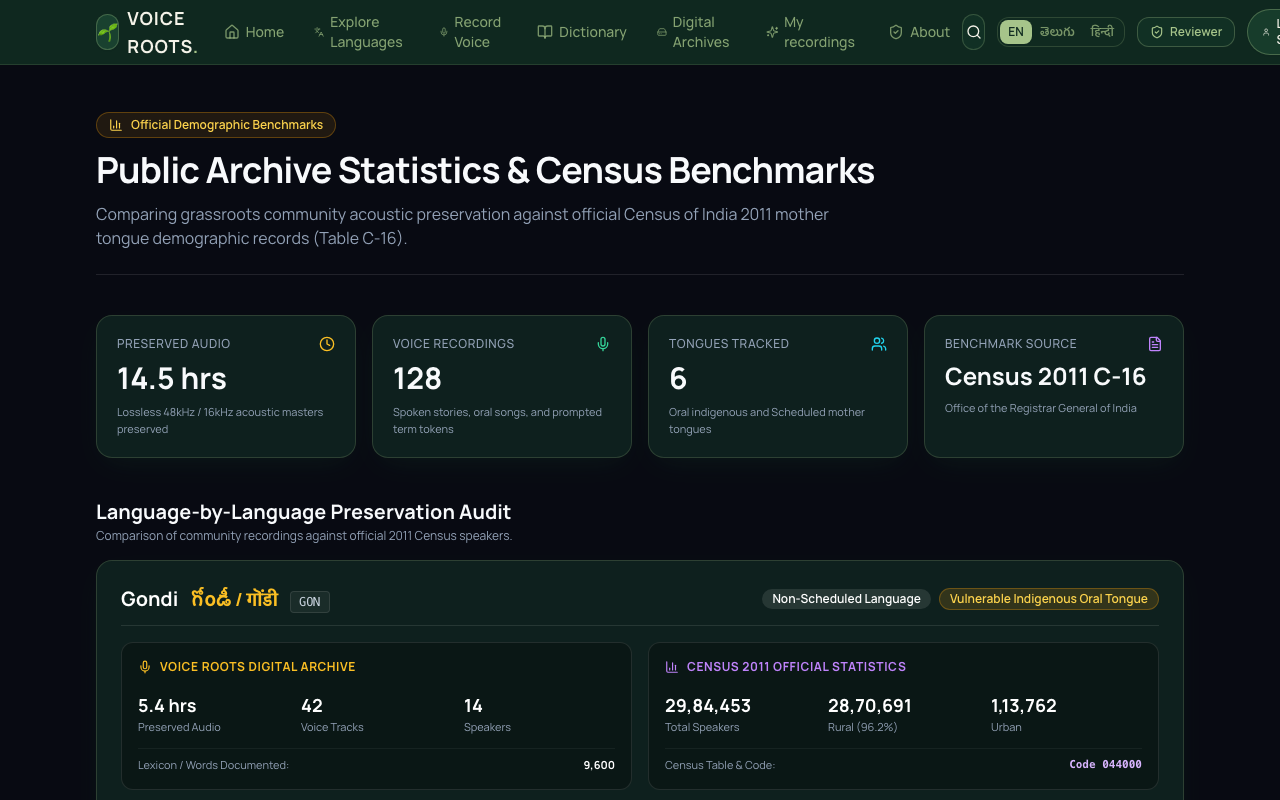 VOICE
ROOTS.
Home
Explore
Languages
Record
Voice
Dictionary
Digital
Archives
My
recordings
About
EN
తెలుగు
हिन्दी
Reviewer
Official Demographic Benchmarks
Public Archive Statistics & Census Benchmarks
Comparing grassroots community acoustic preservation against official Census of India 2011 mother
tongue demographic records (Table C-16).
PRESERVED AUDIO
14.5 hrs
Lossless 48kHz / 16kHz acoustic masters
preserved
VOICE RECORDINGS
128
Spoken stories, oral songs, and prompted
term tokens
TONGUES TRACKED
6
Oral indigenous and Scheduled mother
tongues
BENCHMARK SOURCE
Census 2011 C-16
Office of the Registrar General of India
Language-by-Language Preservation Audit
Comparison of community recordings against official 2011 Census speakers.
Gondi గోండీ / गोंडी GON
Non-Scheduled Language
Vulnerable Indigenous Oral Tongue
VOICE ROOTS DIGITAL ARCHIVE
5.4 hrs
Preserved Audio
42
Voice Tracks
14
Speakers
Lexicon / Words Documented: 9,600
CENSUS 2011 OFFICIAL STATISTICS
29,84,453
Total Speakers
28,70,691
Rural (96.2%)
1,13,762
Urban
Census Table & Code: Code 044000